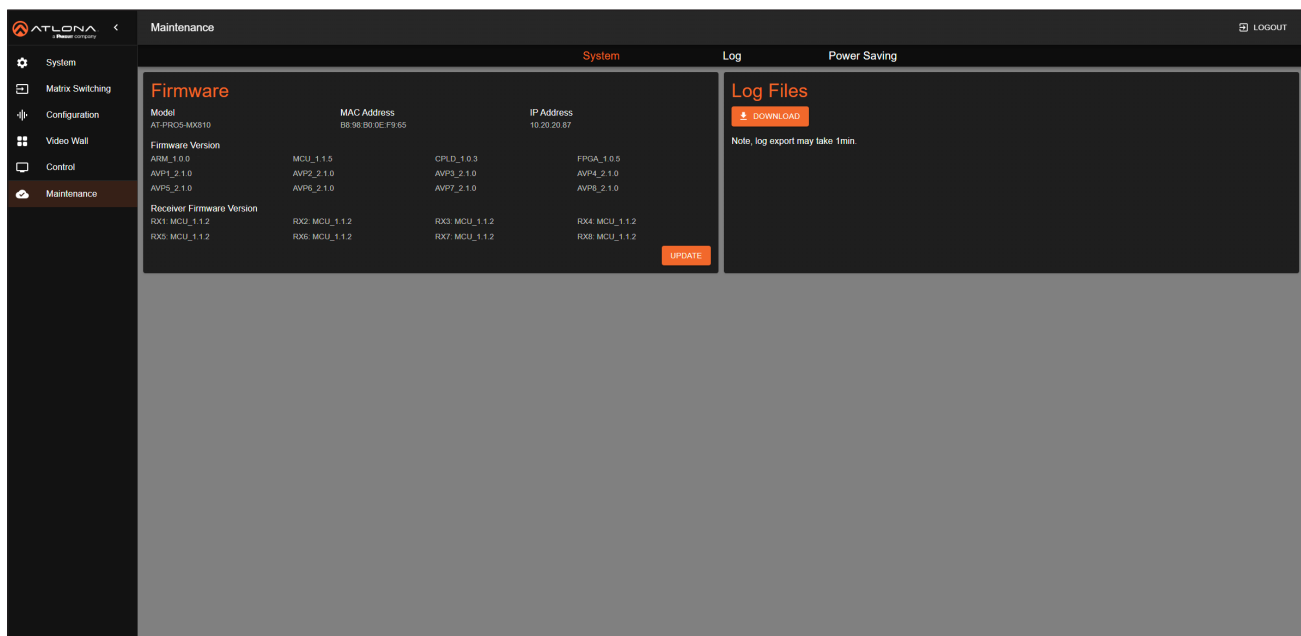 ATLONA
a Panduit company
Maintenance
LOGOUT
System
Matrix Switching
Configuration
Video Wall
Control
Maintenance
System Log Power Saving
Firmware
Model MAC Address IP Address
AT-PRO5-MX810 B8:98:B0:0E:F9:65 10.20.20.87
Firmware Version
ARM_1.0.0 MCU_1.1.5 CPLD_1.0.3 FPGA_1.0.5
AVP1_2.1.0 AVP2_2.1.0 AVP3_2.1.0 AVP4_2.1.0
AVP5_2.1.0 AVP6_2.1.0 AVP7_2.1.0 AVP8_2.1.0
Receiver Firmware Version
RX1: MCU_1.1.2 RX2: MCU_1.1.2 RX3: MCU_1.1.2 RX4: MCU_1.1.2
RX5: MCU_1.1.2 RX6: MCU_1.1.2 RX7: MCU_1.1.2 RX8: MCU_1.1.2
UPDATE
Log Files
DOWNLOAD
Note, log export may take 1min.